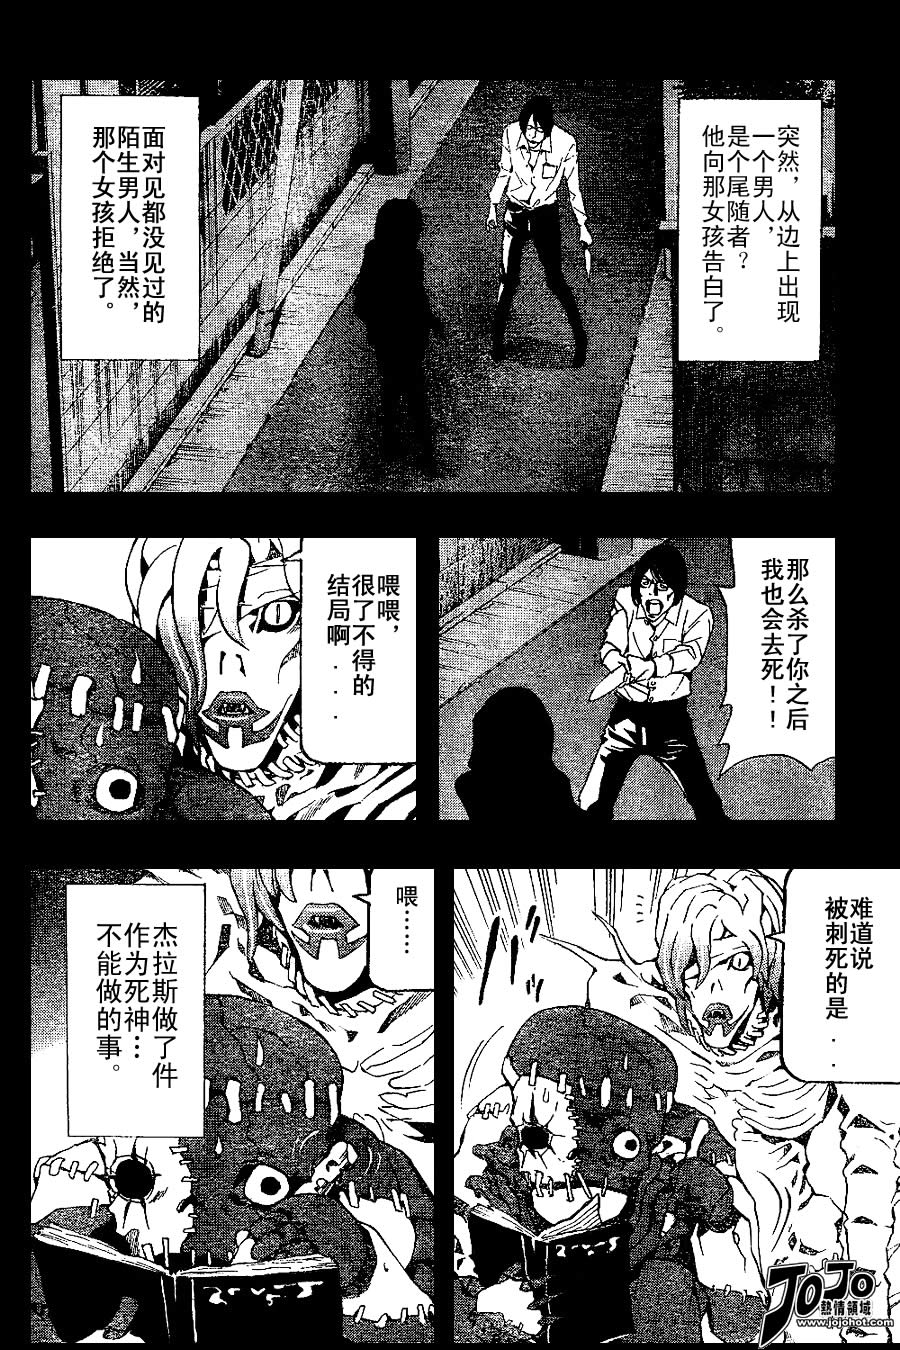 突然，从边上出现
一个男人，
是个尾随者？
他向那女孩告白了。
面对见都没见过的
陌生男人，当然，
那个女孩拒绝了。
那么杀了你之后
我也会去死！！
喂喂，
很了不得的
结局啊...
难道说
被刺死的是
..
喂……
杰拉斯做了件
作为死神…
不能做的事。
JOJO
熱情領域
www.jojohot.com